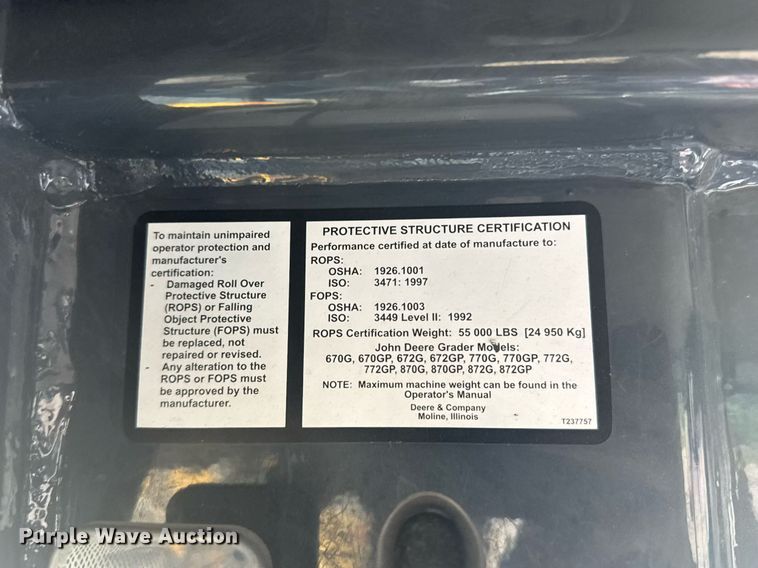 To maintain unimpaired
operator protection and
manufacturer's
certification:
- Damaged Roll Over
Protective Structure
(ROPS) or Falling
Object Protective
Structure (FOPS) must
be replaced, not
repaired or revised.
- Any alteration to the
ROPS or FOPS must
be approved by the
manufacturer.
PROTECTIVE STRUCTURE CERTIFICATION
Performance certified at date of manufacture to:
ROPS:
OSHA: 1926.1001
ISO: 3471: 1997
FOPS:
OSHA: 1926.1003
ISO: 3449 Level II: 1992
ROPS Certification Weight: 55 000 LBS [24 950 Kg]
John Deere Grader Models:
670G, 670GP, 672G, 672GP, 770G, 770GP, 772G,
772GP, 870G, 870GP, 872G, 872GP
NOTE: Maximum machine weight can be found in the
Operator's Manual
Deere & Company
Moline, Illinois
T237757
Purple Wave Auction